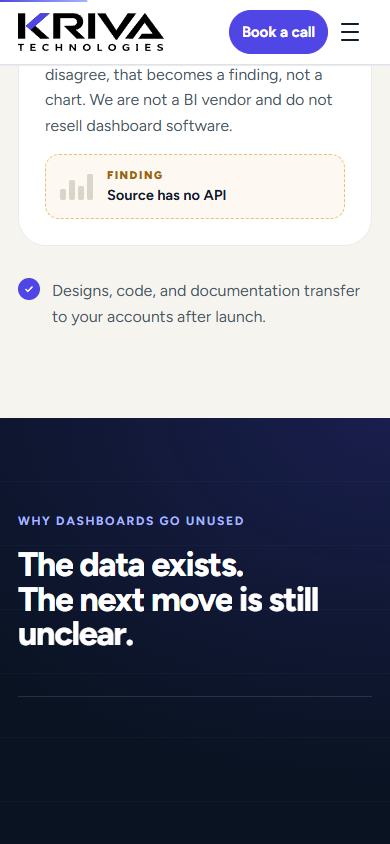 KRIVA
TECHNOLOGIES
Book a call
disagree, that becomes a finding, not a
chart. We are not a BI vendor and do not
resell dashboard software.
FINDING
Source has no API
Designs, code, and documentation transfer
to your accounts after launch.
WHY DASHBOARDS GO UNUSED
The data exists.
The next move is still
unclear.